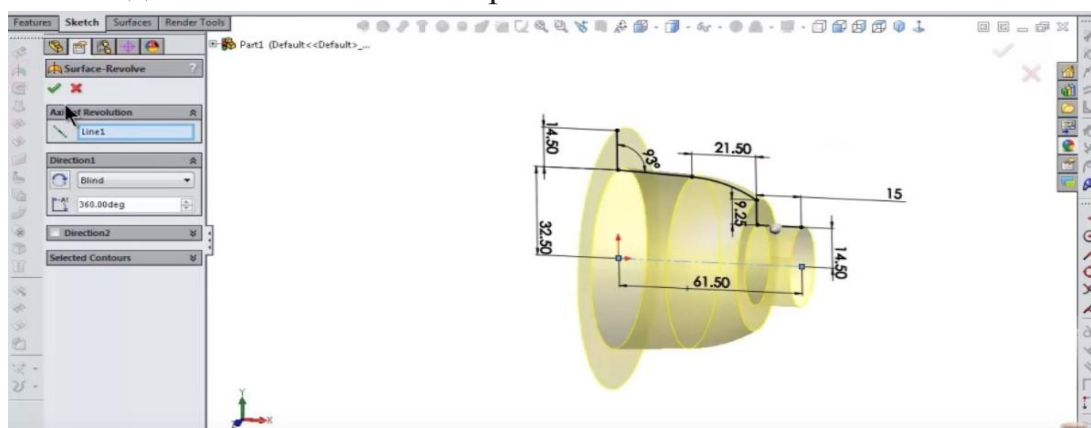 Features Sketch Surfaces Render Tools
Part1 (Default<<Default>_...
Surface-Revolve ?
Axis of Revolution
Line1
Direction1
Blind
360.00deg
Direction2
Selected Contours
14.50
93°
21.50
15
9.25
32.50
14.50
61.50
Y
X